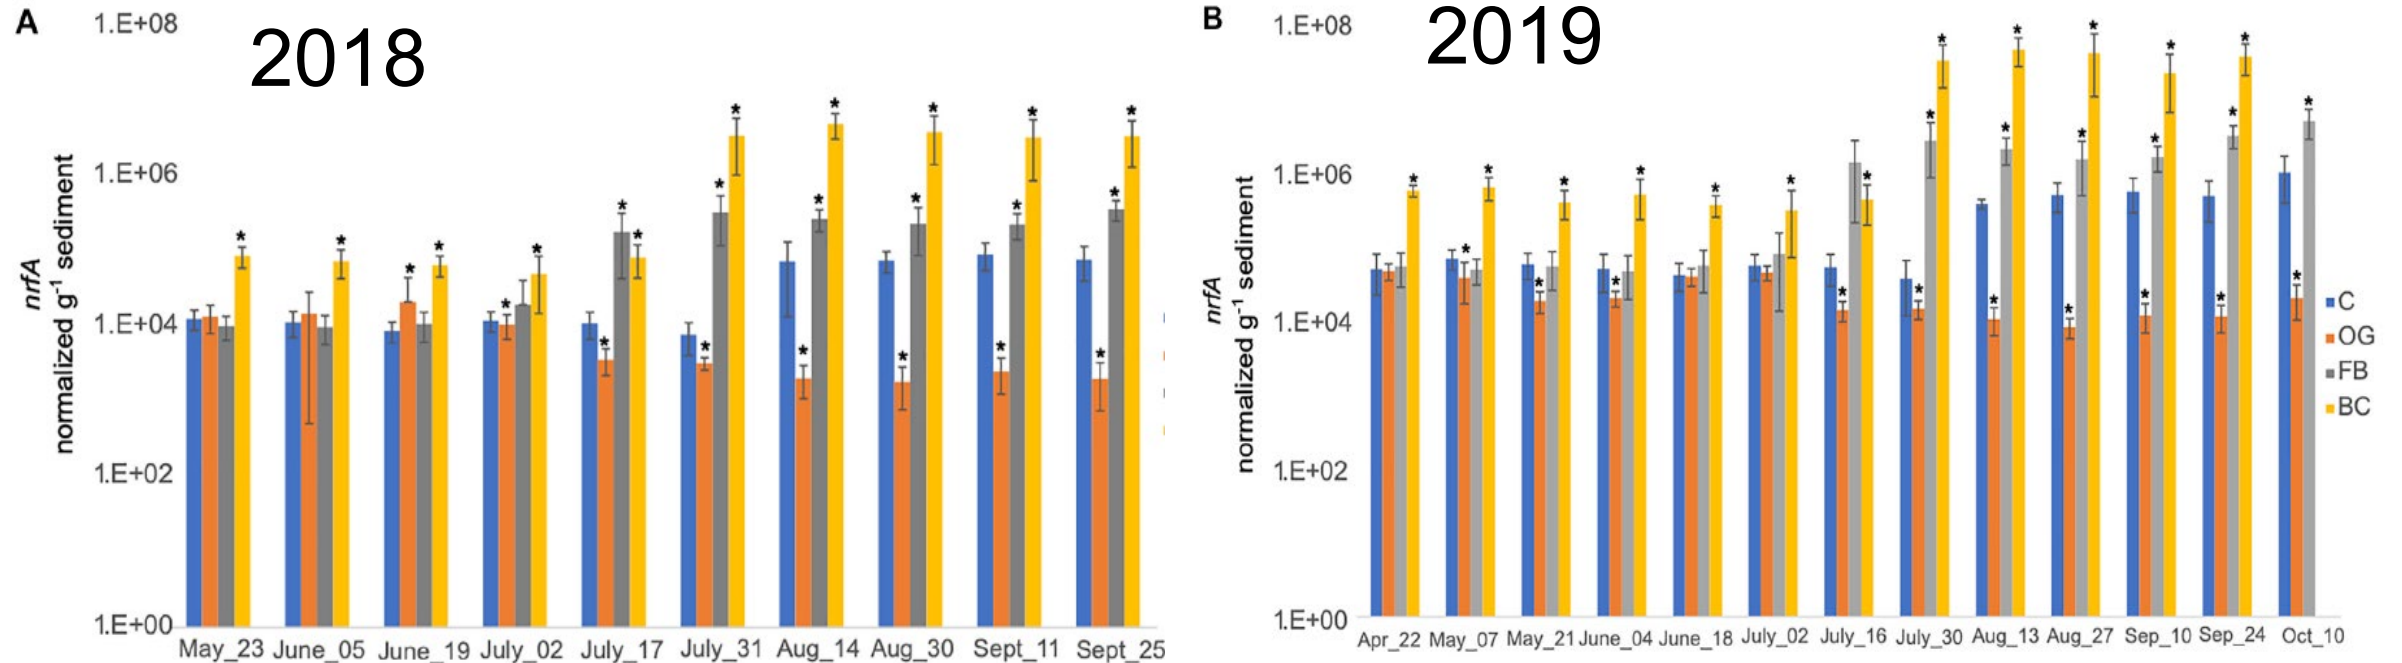 A
2018
1.E+08
1.E+06
1.E+04
1.E+02
1.E+00
nrfA
normalized g-1 sediment
* * * * * * * * * * * * * * * * * * * * * * *
May_23 June_05 June_19 July_02 July_17 July_31 Aug_14 Aug_30 Sept_11 Sept_25
B
2019
1.E+08
1.E+06
1.E+04
1.E+02
1.E+00
nrfA
normalized g-1 sediment
* * * * * * * * * * * * * * * * * * * * * * * * * * * *
Apr_22 May_07 May_21 June_04 June_18 July_02 July_16 July_30 Aug_13 Aug_27 Sep_10 Sep_24 Oct_10
C
OG
FB
BC